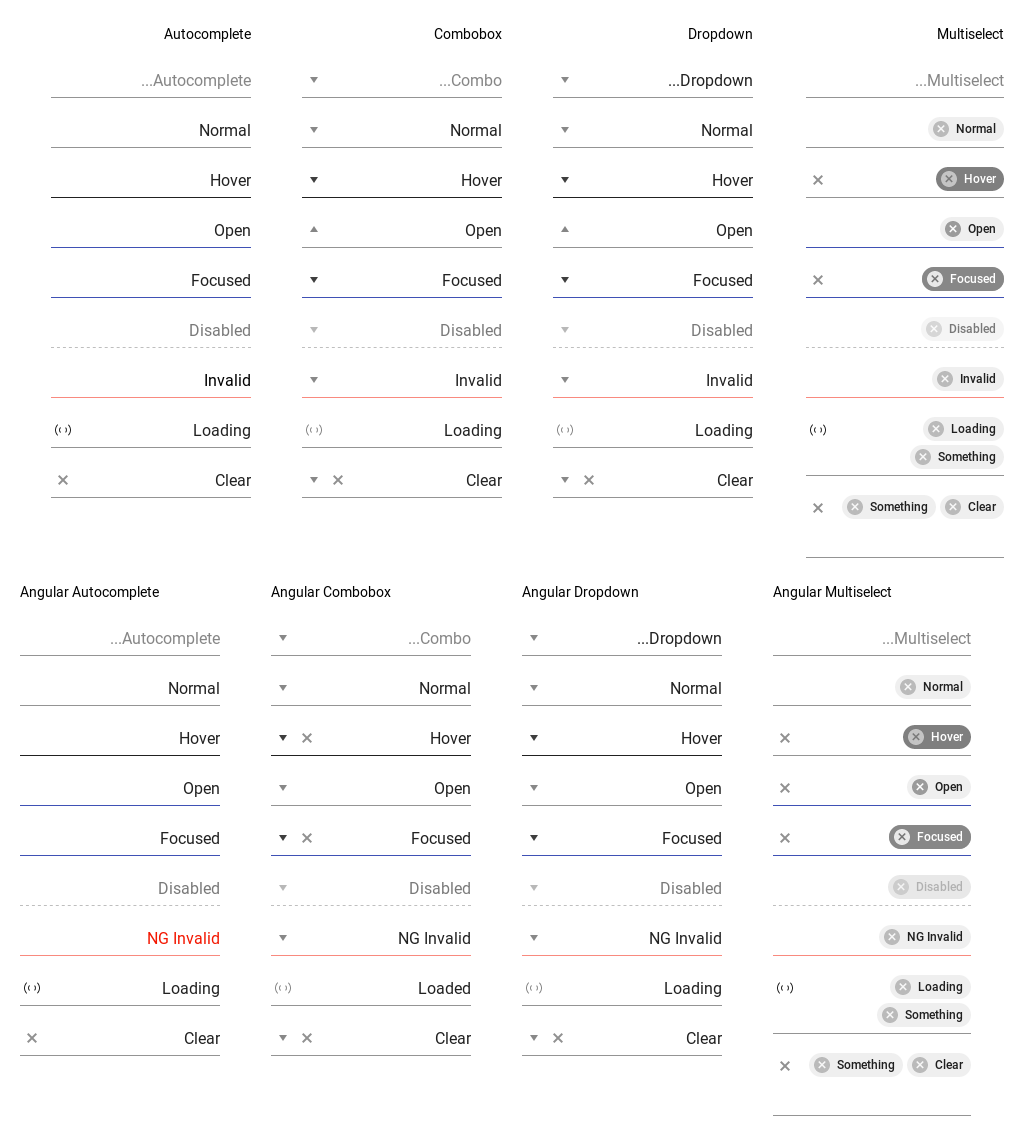 Autocomplete Combobox Dropdown Multiselect
...Autocomplete ...Combo ...Dropdown ...Multiselect
Normal Normal Normal Normal
Hover Hover Hover Hover
Open Open Open Open
Focused Focused Focused Focused
Disabled Disabled Disabled Disabled
Invalid Invalid Invalid Invalid
Loading Loading Loading Loading
Something
Clear Clear Clear Something Clear
Angular Autocomplete Angular Combobox Angular Dropdown Angular Multiselect
...Autocomplete ...Combo ...Dropdown ...Multiselect
Normal Normal Normal Normal
Hover Hover Hover Hover
Open Open Open Open
Focused Focused Focused Focused
Disabled Disabled Disabled Disabled
NG Invalid NG Invalid NG Invalid NG Invalid
Loading Loaded Loading Loading
Something
Clear Clear Clear Something Clear